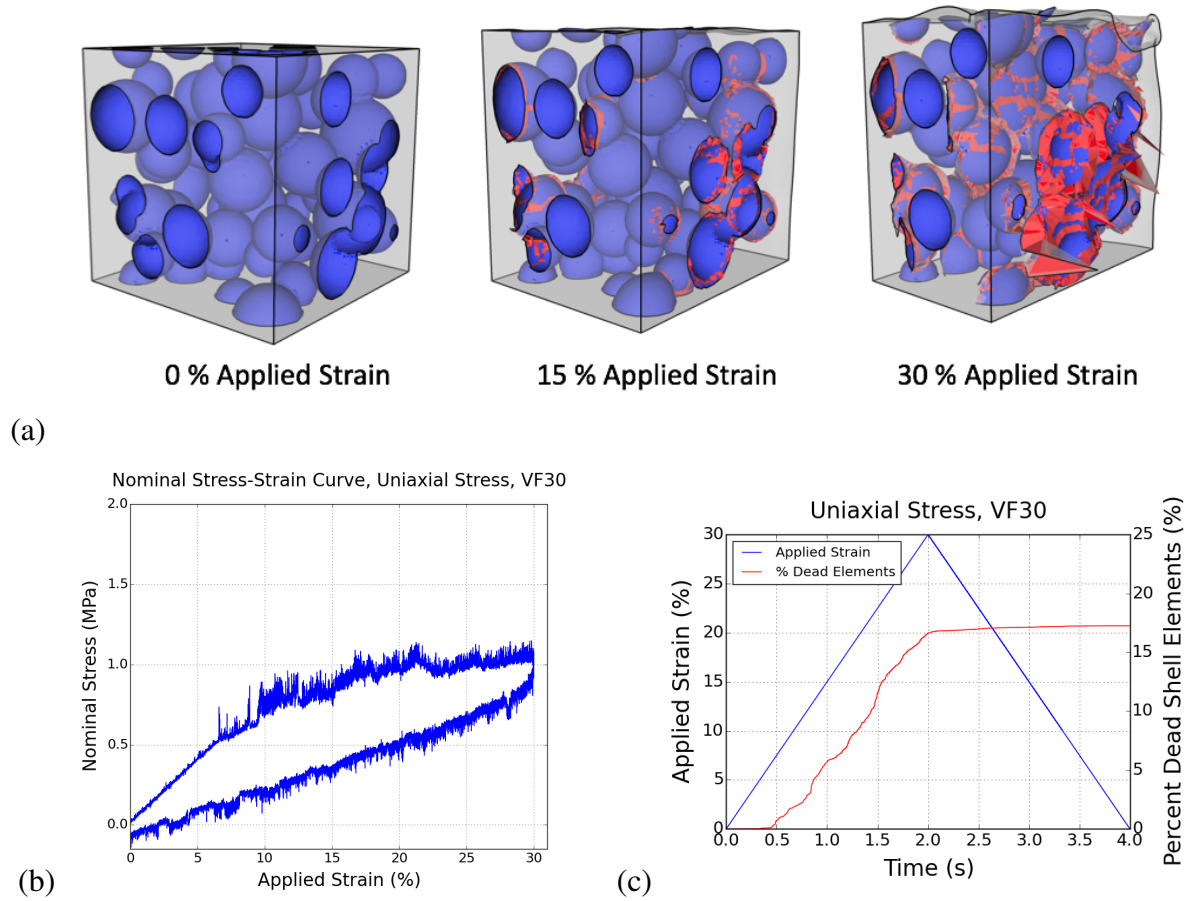 0 % Applied Strain
15 % Applied Strain
30 % Applied Strain
(a)
Nominal Stress-Strain Curve, Uniaxial Stress, VF30
2.0
1.5
1.0
0.5
0.0
Nominal Stress (MPa)
0
5
10
15
20
25
30
Applied Strain (%)
(b)
Uniaxial Stress, VF30
Applied Strain
% Dead Elements
30
25
20
15
10
5
0
Applied Strain (%)
25
20
15
10
5
0
Percent Dead Shell Elements (%)
0.0
0.5
1.0
1.5
2.0
2.5
3.0
3.5
4.0
Time (s)
(c)